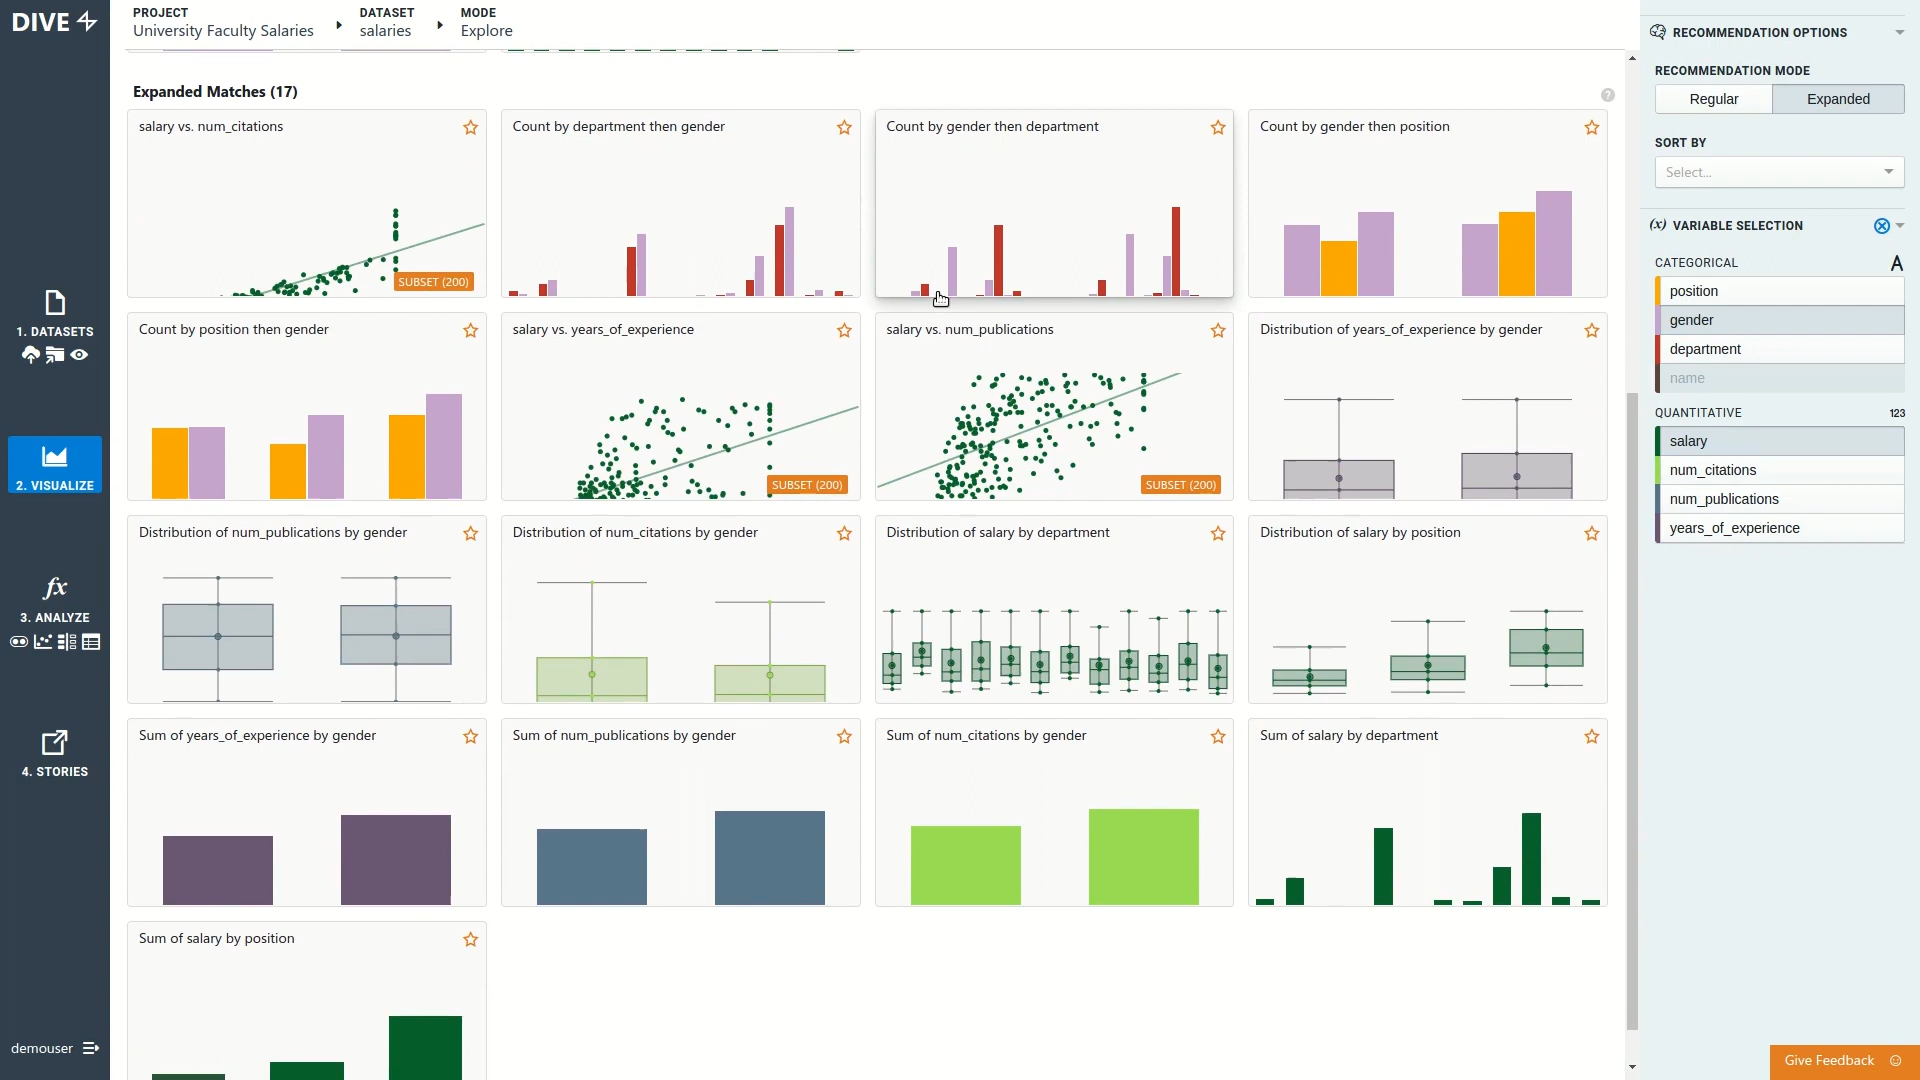 DIVE
PROJECT
University Faculty Salaries
DATASET
salaries
MODE
Explore
1. DATASETS
2. VISUALIZE
fx
3. ANALYZE
4. STORIES
demouser
Expanded Matches (17)
?
salary vs. num_citations
SUBSET (200)
Count by department then gender
Count by gender then department
Count by gender then position
Count by position then gender
salary vs. years_of_experience
SUBSET (200)
salary vs. num_publications
SUBSET (200)
Distribution of years_of_experience by gender
Distribution of num_publications by gender
Distribution of num_citations by gender
Distribution of salary by department
Distribution of salary by position
Sum of years_of_experience by gender
Sum of num_publications by gender
Sum of num_citations by gender
Sum of salary by department
Sum of salary by position
RECOMMENDATION OPTIONS
RECOMMENDATION MODE
Regular
Expanded
SORT BY
Select...
(x) VARIABLE SELECTION
CATEGORICAL A
position
gender
department
name
QUANTITATIVE 123
salary
num_citations
num_publications
years_of_experience
Give Feedback